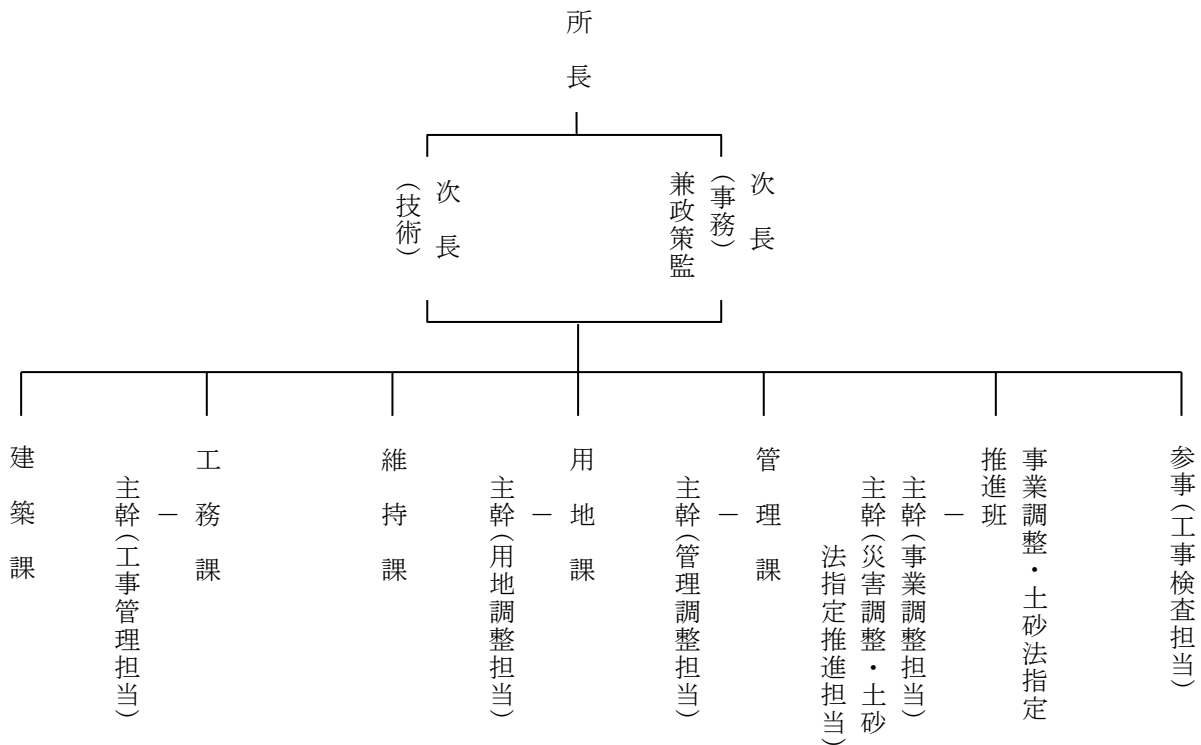 所長
次長
（事務）
兼政策監
次長
（技術）
参事（工事検査担当）
事業調整・土砂法指定
推進班
―
主幹（事業調整担当）
主幹（災害調整・土砂
法指定推進担当）
管理課
―
主幹（管理調整担当）
用地課
―
主幹（用地調整担当）
維持課
工務課
―
主幹（工事管理担当）
建築課